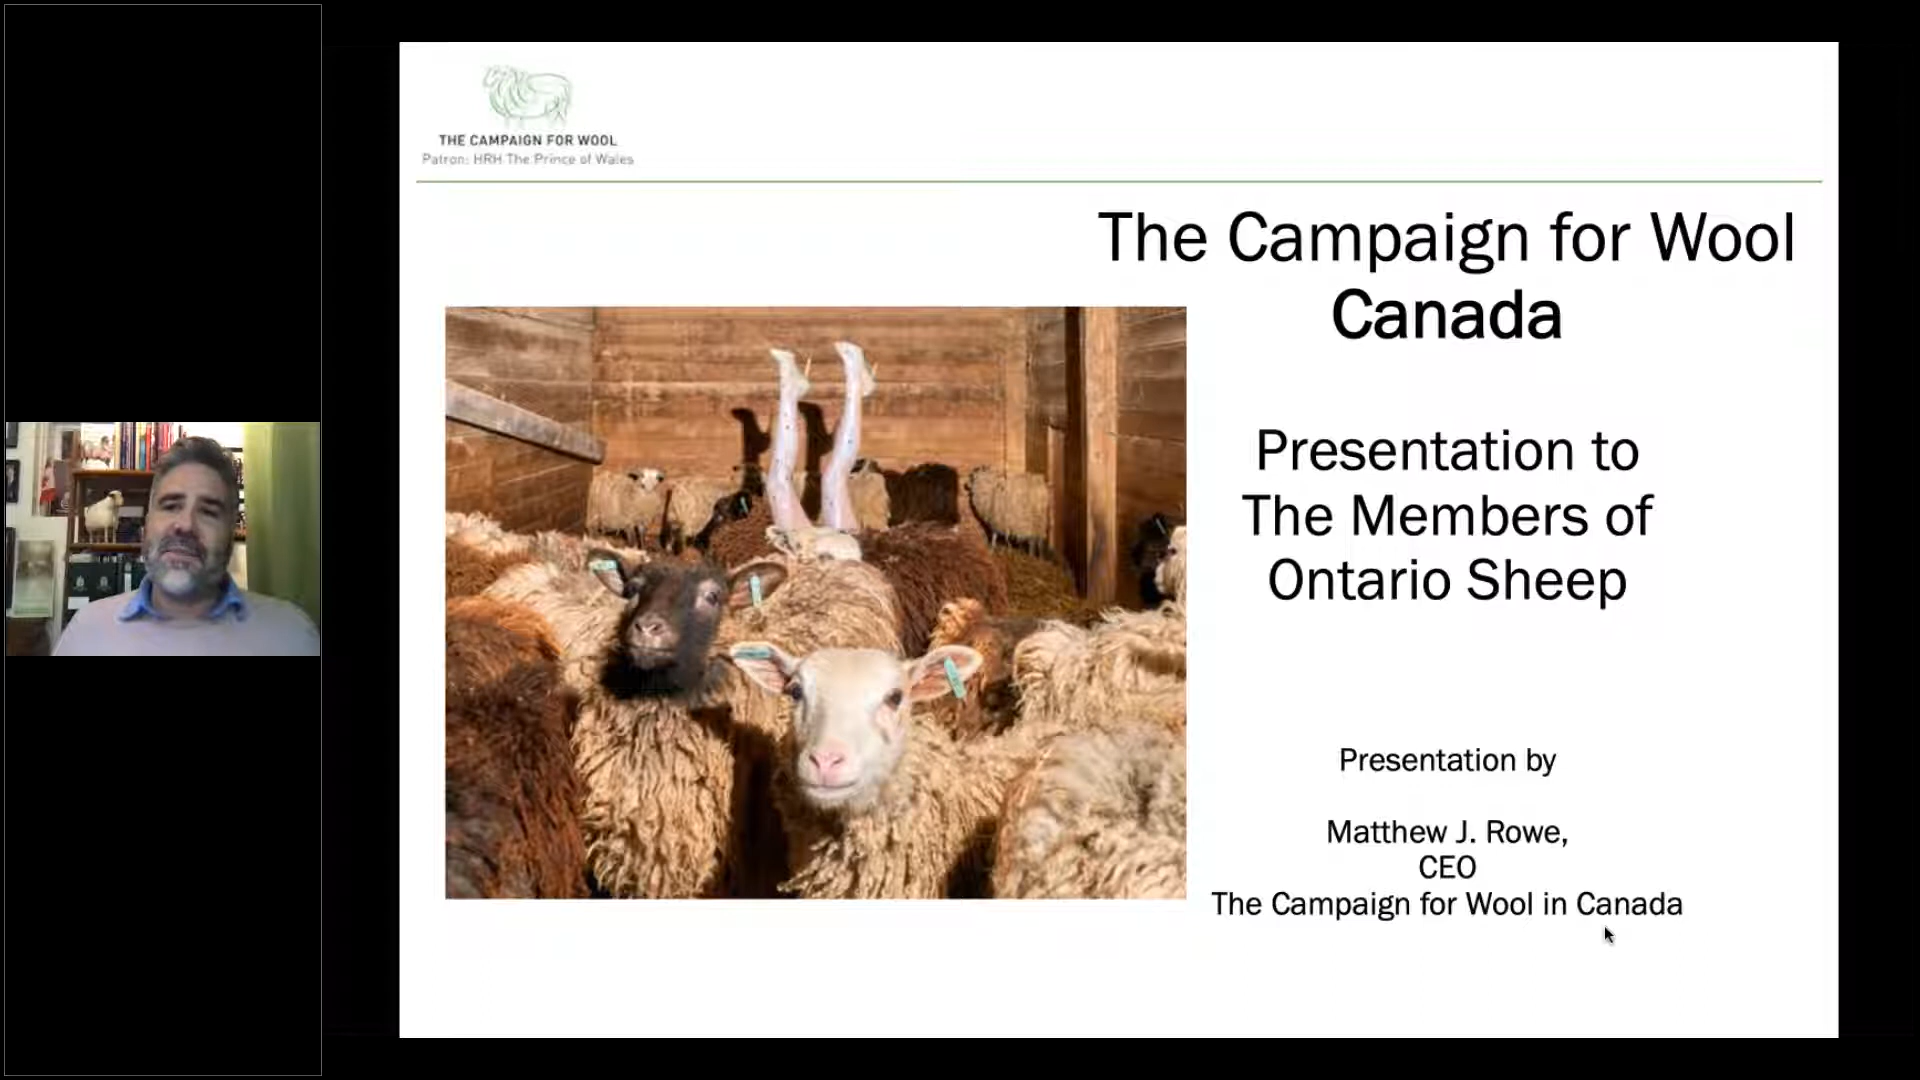 THE CAMPAIGN FOR WOOL
Patron: HRH The Prince of Wales
The Campaign for Wool
Canada
Presentation to
The Members of
Ontario Sheep
Presentation by
Matthew J. Rowe,
CEO
The Campaign for Wool in Canada